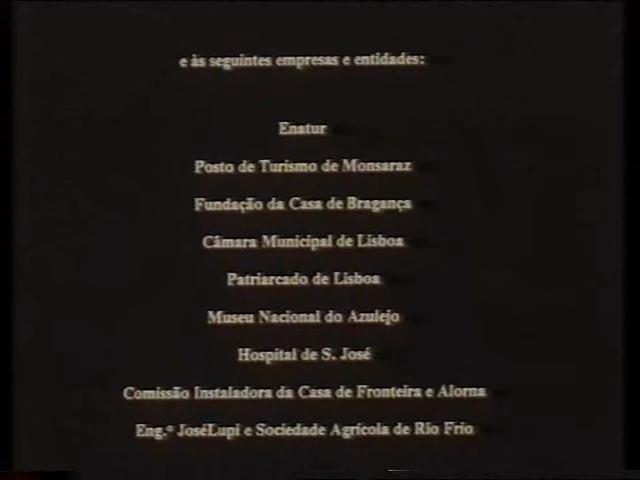 e às seguintes empresas e entidades:
Enatur
Posto de Turismo de Monsaraz
Fundação da Casa de Bragança
Câmara Municipal de Lisboa
Patriarcado de Lisboa
Museu Nacional do Azulejo
Hospital de S. José
Comissão Instaladora da Casa de Fronteira e Alorna
Eng.º JoséLupi e Sociedade Agrícola de Rio Frio